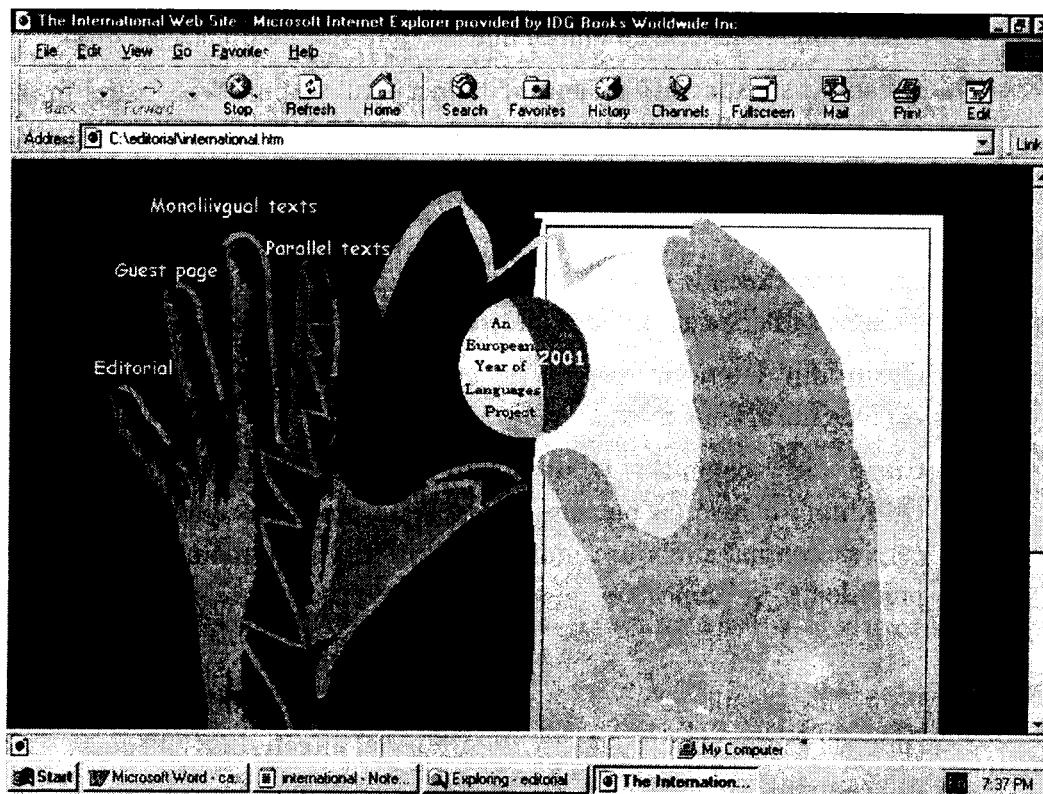 The International Web Site - Microsoft Internet Explorer provided by IDG Books Worldwide Inc
File Edit View Go Favorites Help
Back Forward Stop Refresh Home Search Favorites History Channels Fullscreen Mail Print Edit
Address C:\editorial\international.htm Link
Monoliivgual texts
Parallel texts
Guest page
Editorial
An
European
Year of
Languages
Project
2001
My Computer
Start Microsoft Word - ca... international - Note... Exploring - editorial The Internation... 7:37 PM